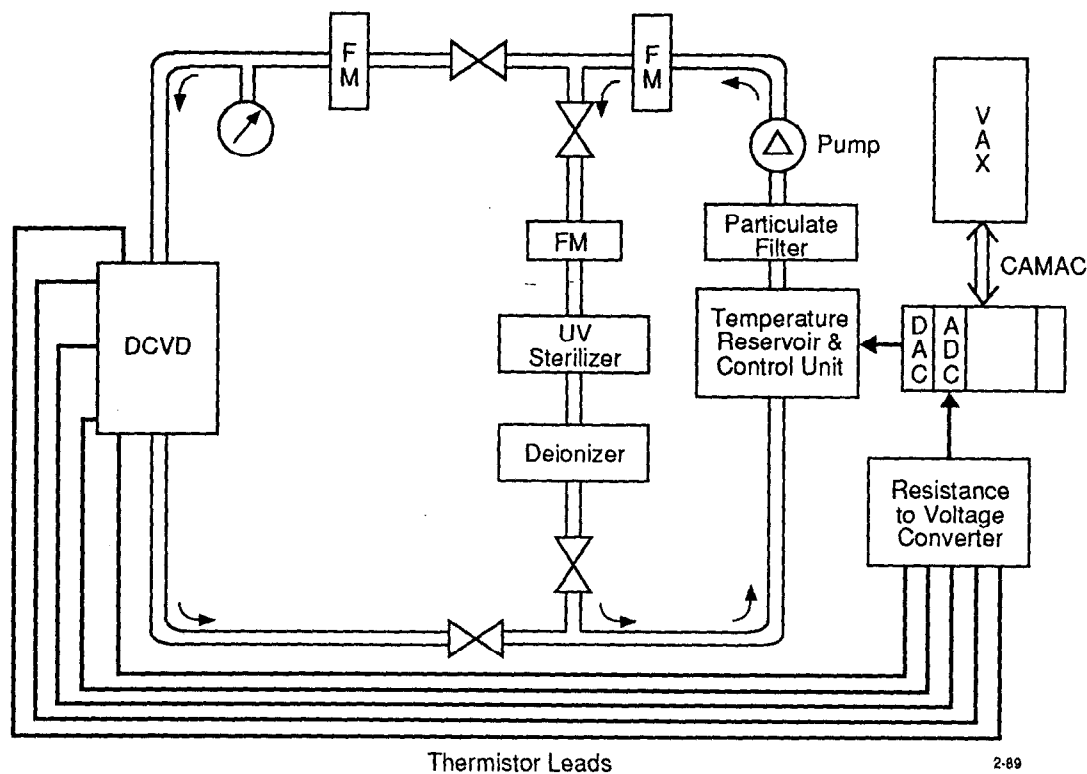 F
M
F
M
V
A
X
Pump
FM
Particulate
Filter
CAMAC
DCVD
UV
Sterilizer
Temperature
Reservoir &
Control Unit
D
A
C
A
D
C
Deionizer
Resistance
to Voltage
Converter
Thermistor Leads
2-89